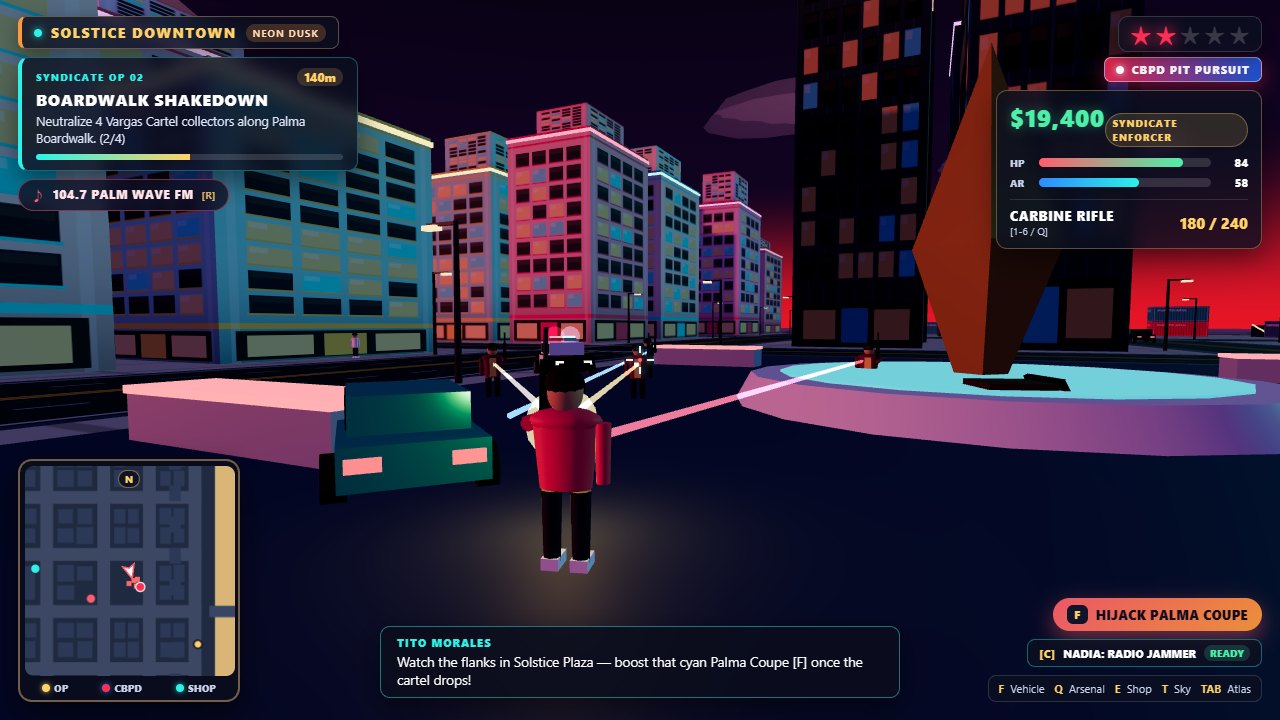 SOLSTICE DOWNTOWN NEON DUSK
SYNDICATE OP 02 140m
BOARDWALK SHAKEDOWN
Neutralize 4 Vargas Cartel collectors along Palma
Boardwalk. (2/4)
♪ 104.7 PALM WAVE FM [R]
★★★★★
CBPD PIT PURSUIT
$19,400 SYNDICATE
ENFORCER
HP 84
AR 58
CARBINE RIFLE 180 / 240
[1-6 / Q]
N
OP CBPD SHOP
TITO MORALES
Watch the flanks in Solstice Plaza — boost that cyan Palma Coupe [F] once the
cartel drops!
F HIJACK PALMA COUPE
[C] NADIA: RADIO JAMMER READY
F Vehicle Q Arsenal E Shop T Sky TAB Atlas